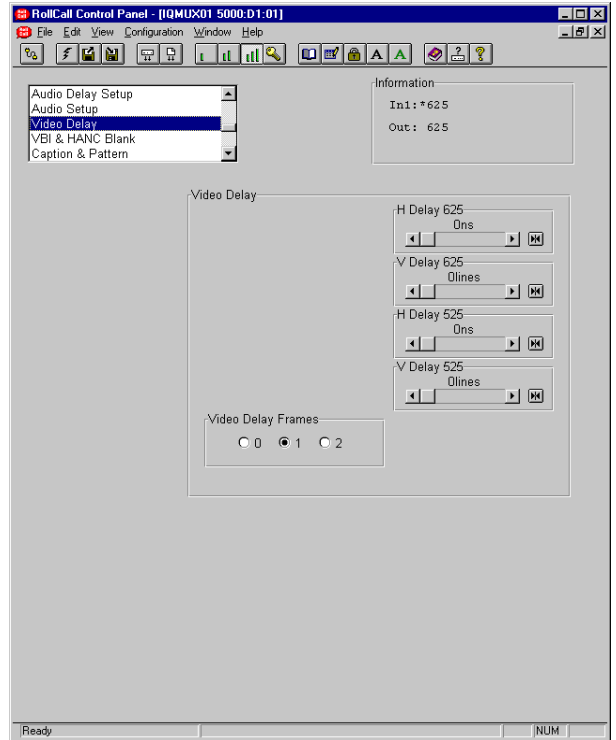 RollCall Control Panel - [IQMUX01 5000:D1:01]
File Edit View Configuration Window Help
A A
Audio Delay Setup
Audio Setup
Video Delay
VBI & HANC Blank
Caption & Pattern
Information
In1:*625
Out: 625
Video Delay
H Delay 625
0ns
V Delay 625
0lines
H Delay 525
0ns
V Delay 525
0lines
Video Delay Frames
0 1 2
Ready NUM